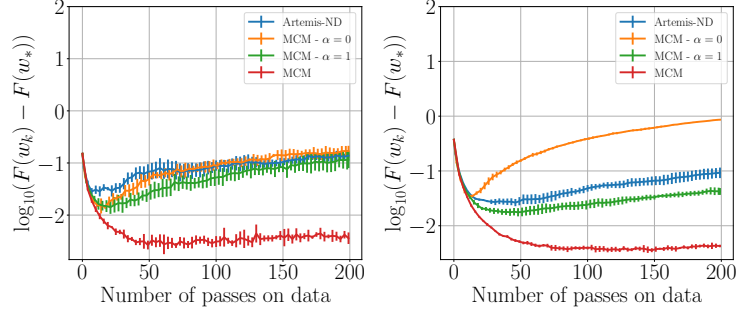 log₁₀(F(wₖ) − F(w∗))
2
1
0
−1
−2
0
50
100
150
200
Number of passes on data
Artemis-ND
MCM - α = 0
MCM - α = 1
MCM
log₁₀(F(wₖ) − F(w∗))
2
1
0
−1
−2
0
50
100
150
200
Number of passes on data
Artemis-ND
MCM - α = 0
MCM - α = 1
MCM